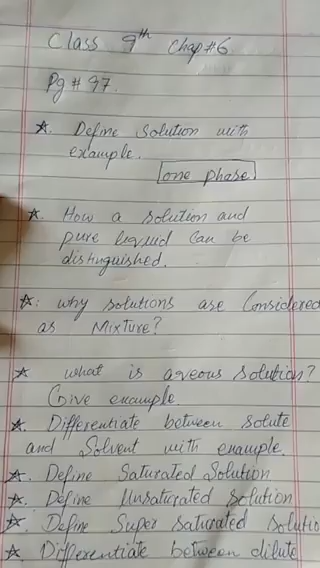 Class 9th Chap#6
Pg # 97.
☆. Define Solution with
example.
one phase.
☆. How a solution and
pure liquid can be
distinguished.
☆: why solutions are Considered
as Mixture?
☆ what is aqeous solution?
Give example
☆. Differentiate between solute
and Solvent with example.
☆. Define Saturated Solution
☆. Define Unsaturated Solution
☆. Define Super saturated Solutio
☆ Differentiate between dilute